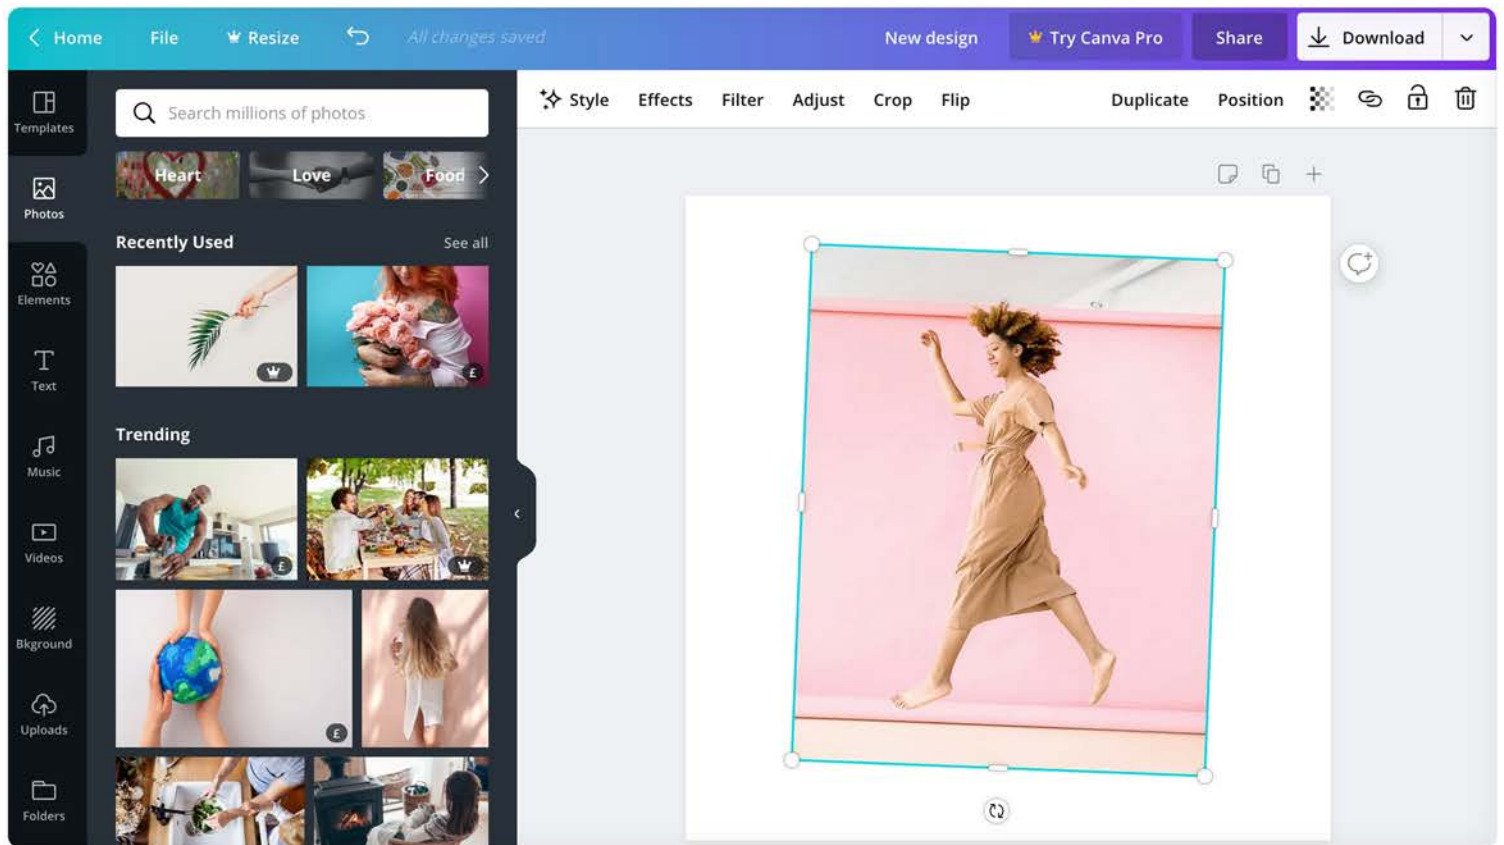 Home File Resize All changes saved New design Try Canva Pro Share Download
Style Effects Filter Adjust Crop Flip Duplicate Position
Templates
Photos
Elements
Text
Music
Videos
Bkground
Uploads
Folders
Search millions of photos
Heart Love Food
Recently Used See all
£
Trending
£
£